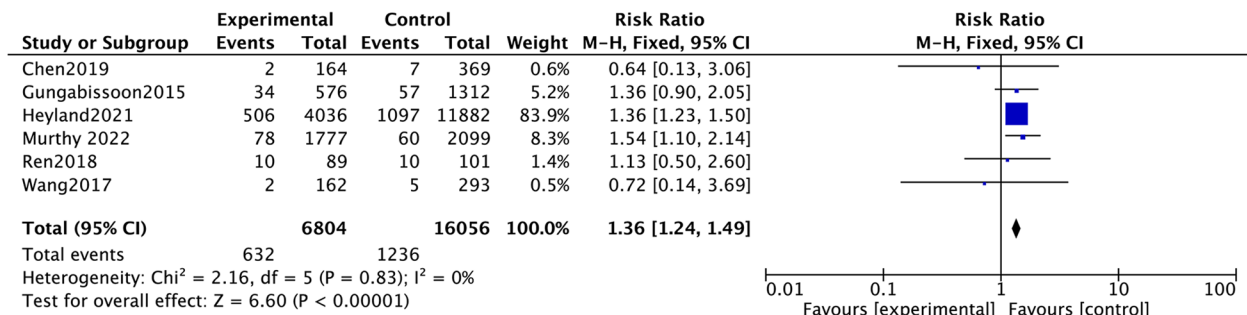 Experimental Control Risk Ratio Risk Ratio
Study or Subgroup Events Total Events Total Weight M-H, Fixed, 95% CI M-H, Fixed, 95% CI
Chen2019 2 164 7 369 0.6% 0.64 [0.13, 3.06]
Gungabissoon2015 34 576 57 1312 5.2% 1.36 [0.90, 2.05]
Heyland2021 506 4036 1097 11882 83.9% 1.36 [1.23, 1.50]
Murthy 2022 78 1777 60 2099 8.3% 1.54 [1.10, 2.14]
Ren2018 10 89 10 101 1.4% 1.13 [0.50, 2.60]
Wang2017 2 162 5 293 0.5% 0.72 [0.14, 3.69]
Total (95% CI) 6804 16056 100.0% 1.36 [1.24, 1.49]
Total events 632 1236
Heterogeneity: Chi² = 2.16, df = 5 (P = 0.83); I² = 0%
Test for overall effect: Z = 6.60 (P < 0.00001)
0.01 0.1 1 10 100
Favours [experimental] Favours [control]